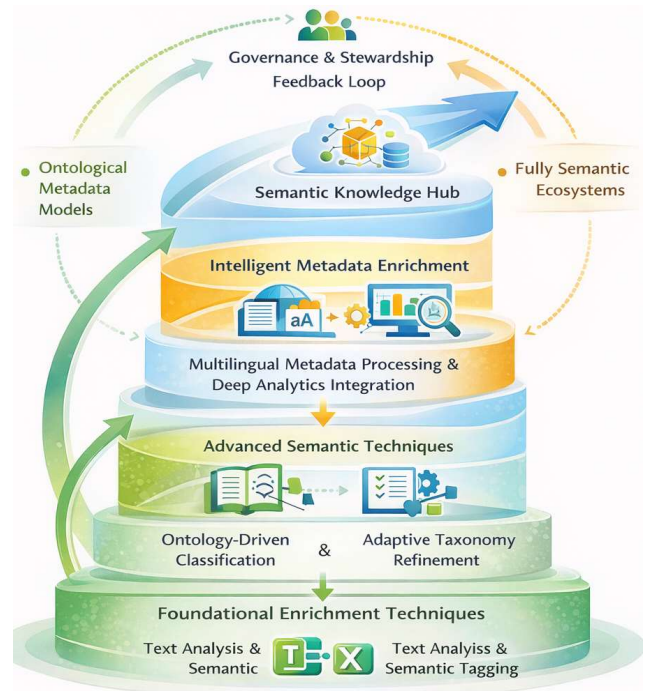 Governance & Stewardship
Feedback Loop
Ontological
Metadata
Models
Fully Semantic
Ecosystems
Semantic Knowledge Hub
Intelligent Metadata Enrichment
aA
Multilingual Metadata Processing &
Deep Analytics Integration
Advanced Semantic Techniques
Ontology-Driven
Classification
&
Adaptive Taxonomy
Refinement
Foundational Enrichment Techniques
Text Analysis &
Semantic
T
X
Text Analyiss &
Semantic Tagging